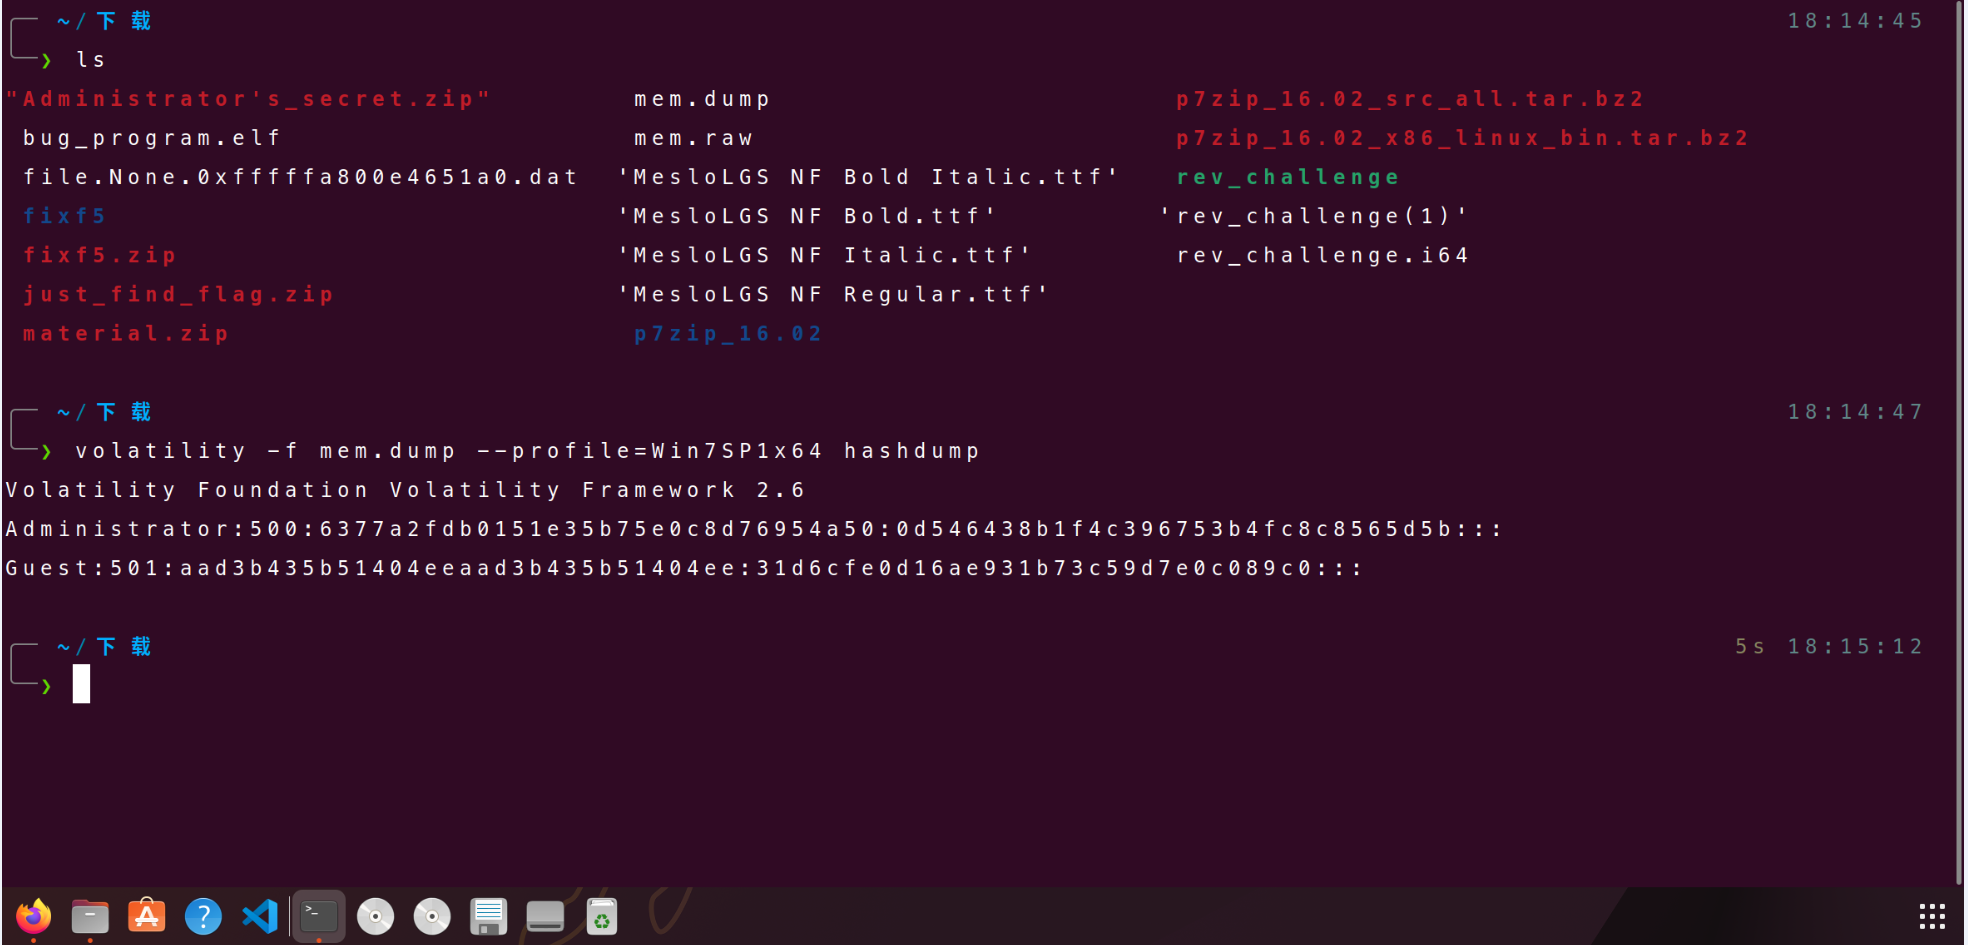 ~/下载 18:14:45
❯ ls
"Administrator's_secret.zip" mem.dump p7zip_16.02_src_all.tar.bz2
bug_program.elf mem.raw p7zip_16.02_x86_linux_bin.tar.bz2
file.None.0xfffffa800e4651a0.dat 'MesloLGS NF Bold Italic.ttf' rev_challenge
fixf5 'MesloLGS NF Bold.ttf' 'rev_challenge(1)'
fixf5.zip 'MesloLGS NF Italic.ttf' rev_challenge.i64
just_find_flag.zip 'MesloLGS NF Regular.ttf'
material.zip p7zip_16.02
~/下载 18:14:47
❯ volatility -f mem.dump --profile=Win7SP1x64 hashdump
Volatility Foundation Volatility Framework 2.6
Administrator:500:6377a2fdb0151e35b75e0c8d76954a50:0d546438b1f4c396753b4fc8c8565d5b:::
Guest:501:aad3b435b51404eeaad3b435b51404ee:31d6cfe0d16ae931b73c59d7e0c089c0:::
~/下载 5s 18:15:12
❯